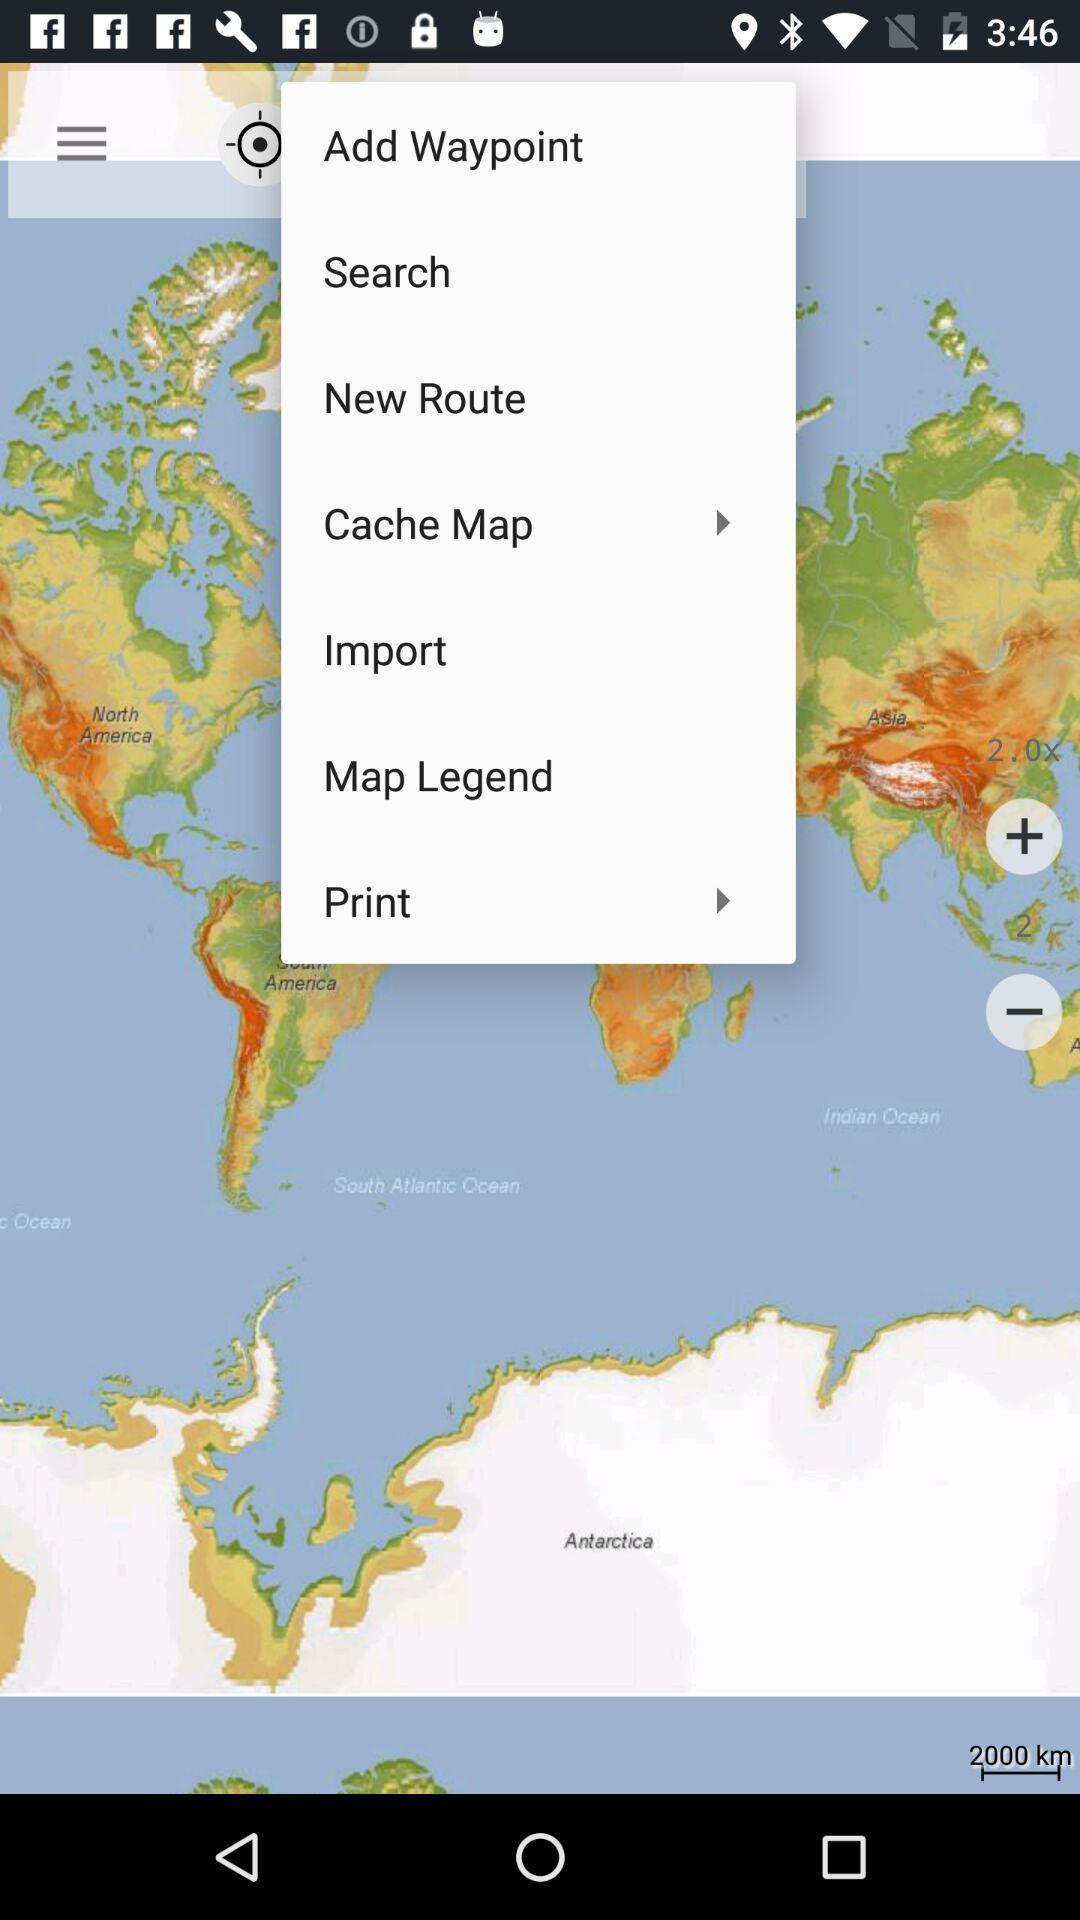 3:46
Add Waypoint
Search
New Route
Cache Map
Import
Map Legend
Print
North
America
Asia
2.0x
2
South
America
A
Indian Ocean
South Atlantic Ocean
c Ocean
Antarctica
2000 km